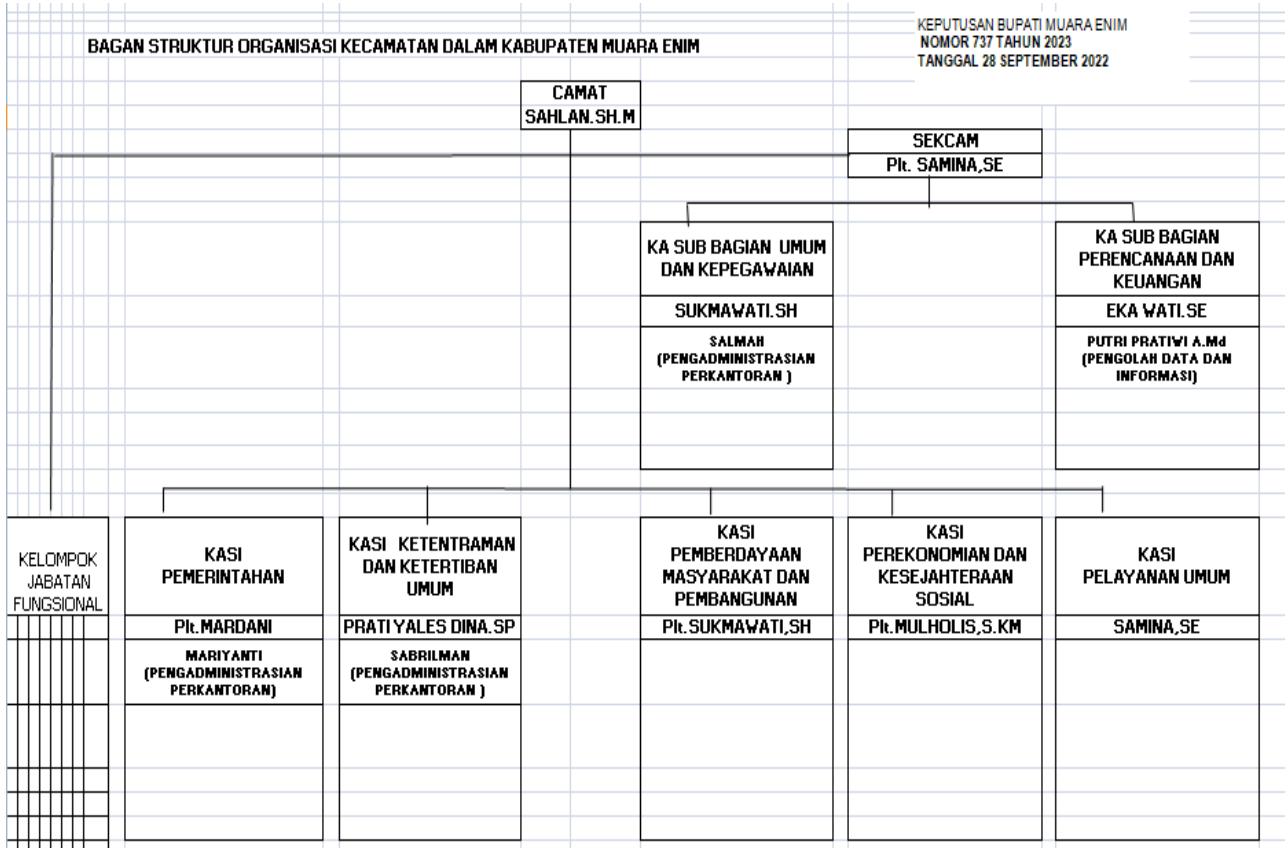 KEPUTUSAN BUPATI MUARA ENIM
NOMOR 737 TAHUN 2023
TANGGAL 28 SEPTEMBER 2022
BAGAN STRUKTUR ORGANISASI KECAMATAN DALAM KABUPATEN MUARA ENIM
CAMAT
SAHLAN.SH.M
SEKCAM
Plt. SAMINA,SE
KA SUB BAGIAN UMUM
DAN KEPEGAWAIAN
SUKMAWATI.SH
SALMAH
(PENGADMINISTRASIAN
PERKANTORAN )
KA SUB BAGIAN
PERENCANAAN DAN
KEUANGAN
EKA WATI.SE
PUTRI PRATIWI A.Md
(PENGOLAH DATA DAN
INFORMASI)
KELOMPOK
JABATAN
FUNGSIONAL
KASI
PEMERINTAHAN
Plt.MARDANI
MARIYANTI
(PENGADMINISTRASIAN
PERKANTORAN)
KASI KETENTRAMAN
DAN KETERTIBAN
UMUM
PRATI YALES DINA.SP
SABRILMAN
(PENGADMINISTRASIAN
PERKANTORAN )
KASI
PEMBERDAYAAN
MASYARAKAT DAN
PEMBANGUNAN
Plt.SUKMAWATI,SH
KASI
PEREKONOMIAN DAN
KESEJAHTERAAN
SOSIAL
Plt.MULHOLIS,S.KM
KASI
PELAYANAN UMUM
SAMINA,SE